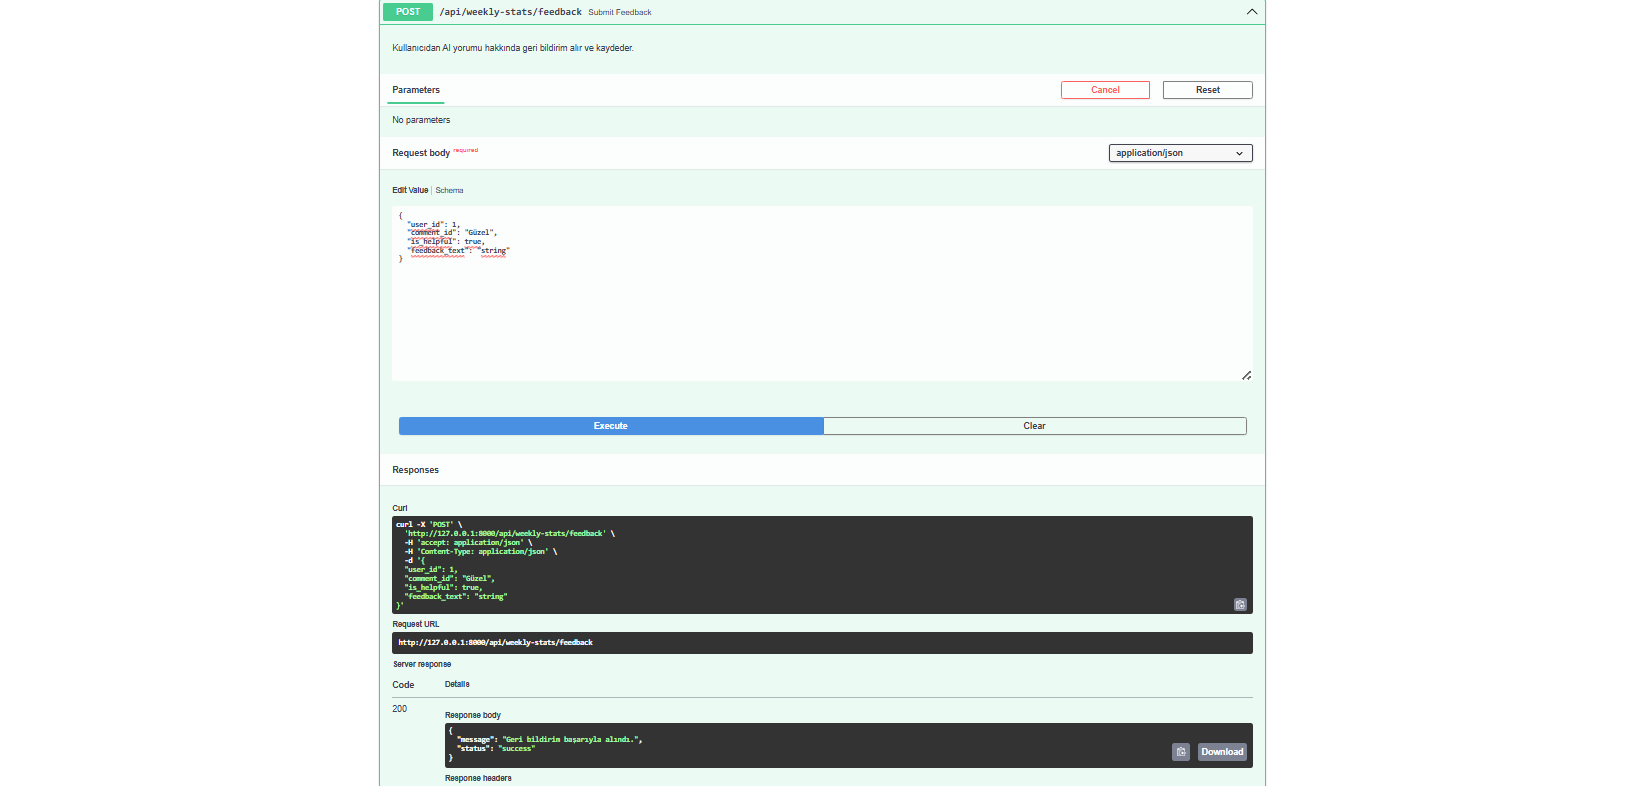 POST /api/weekly-stats/feedback Submit Feedback
Kullanıcıdan AI yorumu hakkında geri bildirim alır ve kaydeder.
Parameters
Cancel
Reset
No parameters
Request body required
application/json
Edit Value | Schema
{
  "user_id": 1,
  "comment_id": "Güzel",
  "is_helpful": true,
  "feedback_text": "string"
}
Execute
Clear
Responses
Curl
curl -X 'POST' \
  'http://127.0.0.1:8000/api/weekly-stats/feedback' \
  -H 'accept: application/json' \
  -H 'Content-Type: application/json' \
  -d '{
  "user_id": 1,
  "comment_id": "Güzel",
  "is_helpful": true,
  "feedback_text": "string"
}'
Request URL
http://127.0.0.1:8000/api/weekly-stats/feedback
Server response
Code Details
200
Response body
{
  "message": "Geri bildirim başarıyla alındı.",
  "status": "success"
}
Download
Response headers